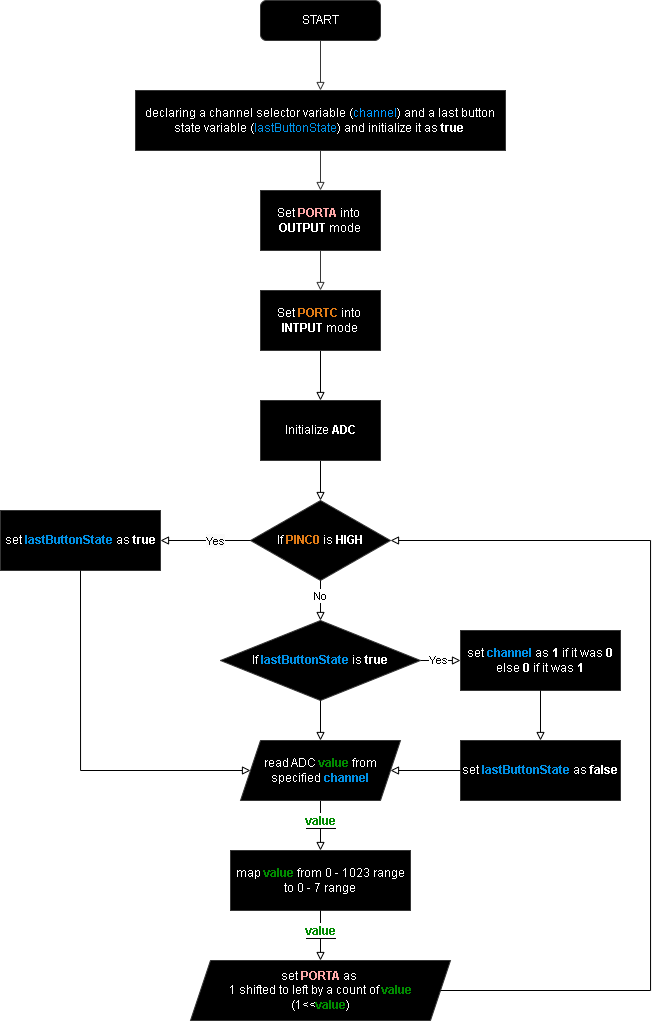 START
declaring a channel selector variable (channel) and a last button
state variable (lastButtonState) and initialize it as true
Set PORTA into
OUTPUT mode
Set PORTC into
INTPUT mode
Initialize ADC
If PINC0 is HIGH
Yes
set lastButtonState as true
No
If lastButtonState is true
Yes
set channel as 1 if it was 0
else 0 if it was 1
set lastButtonState as false
read ADC value from
specified channel
value
map value from 0 - 1023 range
to 0 - 7 range
value
set PORTA as
1 shifted to left by a count of value
(1<<value)